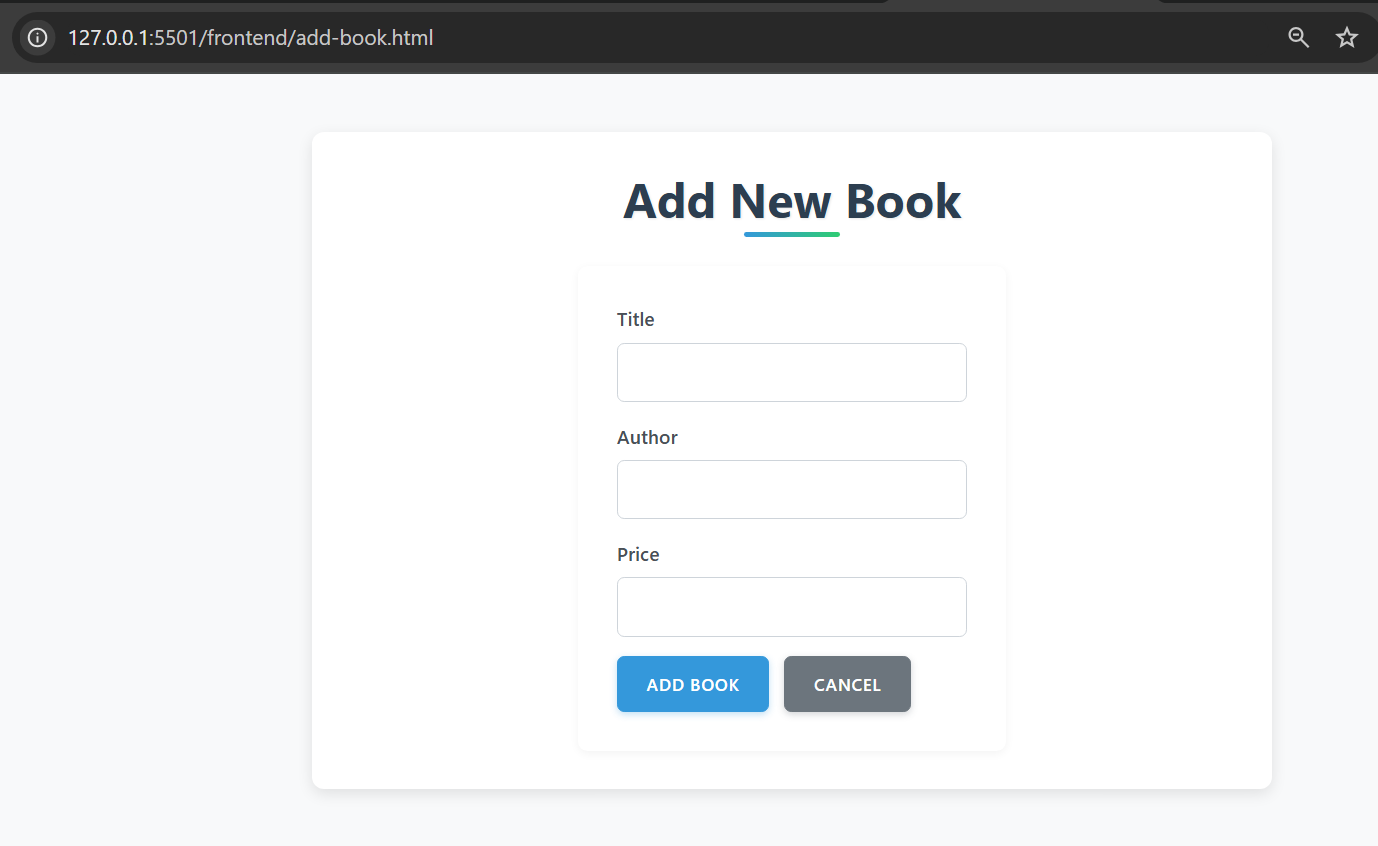 127.0.0.1:5501/frontend/add-book.html
Add New Book
Title
Author
Price
ADD BOOK CANCEL